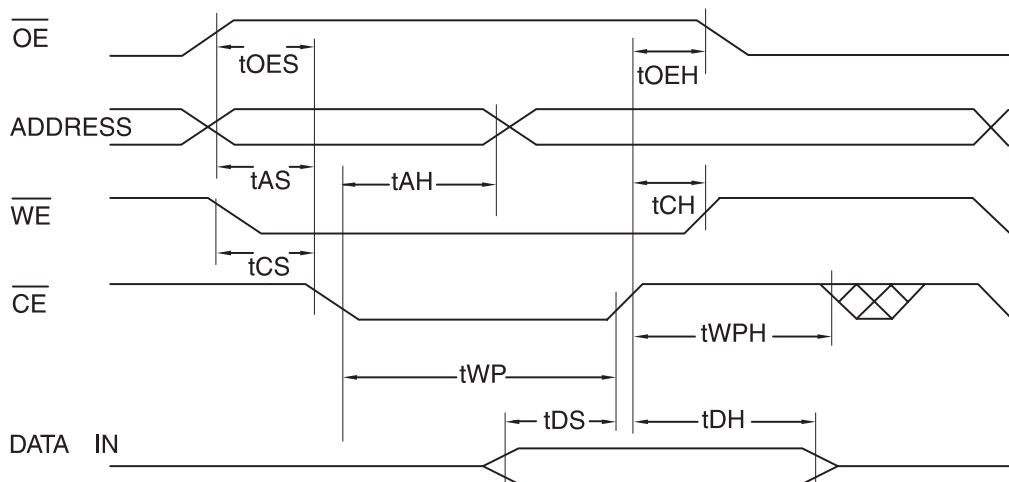 OE
tOES
tOEH
ADDRESS
tAS
tAH
WE
tCH
tCS
CE
tWPH
tWP
tDS
tDH
DATA IN